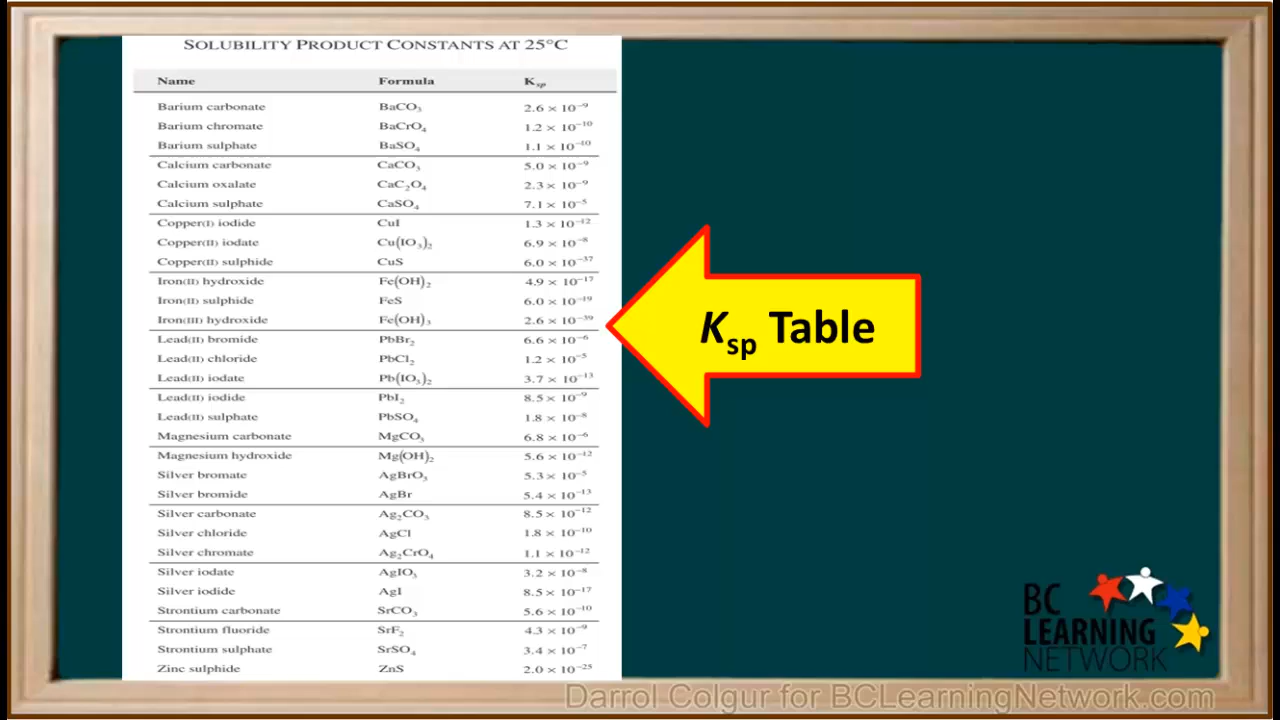 SOLUBILITY PRODUCT CONSTANTS AT 25°C
Name Formula Ksp
Barium carbonate BaCO₃ 2.6 × 10⁻⁹
Barium chromate BaCrO₄ 1.2 × 10⁻¹⁰
Barium sulphate BaSO₄ 1.1 × 10⁻¹⁰
Calcium carbonate CaCO₃ 5.0 × 10⁻⁹
Calcium oxalate CaC₂O₄ 2.3 × 10⁻⁹
Calcium sulphate CaSO₄ 7.1 × 10⁻⁵
Copper(I) iodide CuI 1.3 × 10⁻¹²
Copper(II) iodate Cu(IO₃)₂ 6.9 × 10⁻⁸
Copper(II) sulphide CuS 6.0 × 10⁻³⁷
Iron(II) hydroxide Fe(OH)₂ 4.9 × 10⁻¹⁷
Iron(II) sulphide FeS 6.0 × 10⁻¹⁹
Iron(III) hydroxide Fe(OH)₃ 2.6 × 10⁻³⁹
Lead(II) bromide PbBr₂ 6.6 × 10⁻⁶
Lead(II) chloride PbCl₂ 1.2 × 10⁻⁵
Lead(II) iodate Pb(IO₃)₂ 3.7 × 10⁻¹³
Lead(II) iodide PbI₂ 8.5 × 10⁻⁹
Lead(II) sulphate PbSO₄ 1.8 × 10⁻⁸
Magnesium carbonate MgCO₃ 6.8 × 10⁻⁶
Magnesium hydroxide Mg(OH)₂ 5.6 × 10⁻¹²
Silver bromate AgBrO₃ 5.3 × 10⁻⁵
Silver bromide AgBr 5.4 × 10⁻¹³
Silver carbonate Ag₂CO₃ 8.5 × 10⁻¹²
Silver chloride AgCl 1.8 × 10⁻¹⁰
Silver chromate Ag₂CrO₄ 1.1 × 10⁻¹²
Silver iodate AgIO₃ 3.2 × 10⁻⁸
Silver iodide AgI 8.5 × 10⁻¹⁷
Strontium carbonate SrCO₃ 5.6 × 10⁻¹⁰
Strontium fluoride SrF₂ 4.3 × 10⁻⁹
Strontium sulphate SrSO₄ 3.4 × 10⁻⁷
Zinc sulphide ZnS 2.0 × 10⁻²⁵
Ksp Table
BC
LEARNING
NETWORK
Darrol Colgur for BCLearningNetwork.com